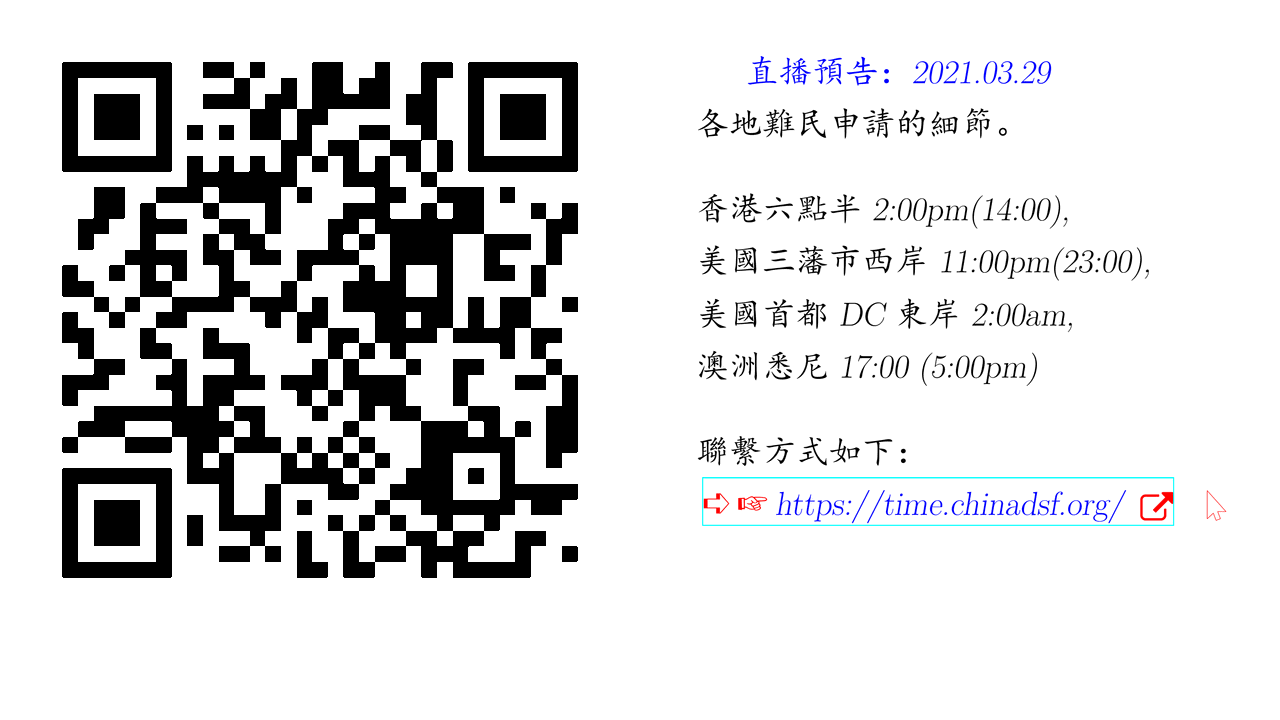 直播預告：2021.03.29
各地難民申請的細節。
香港六點半 2:00pm(14:00),
美國三藩市西岸 11:00pm(23:00),
美國首都 DC 東岸 2:00am,
澳洲悉尼 17:00 (5:00pm)
聯繫方式如下：
➪ ☞ https://time.chinadsf.org/